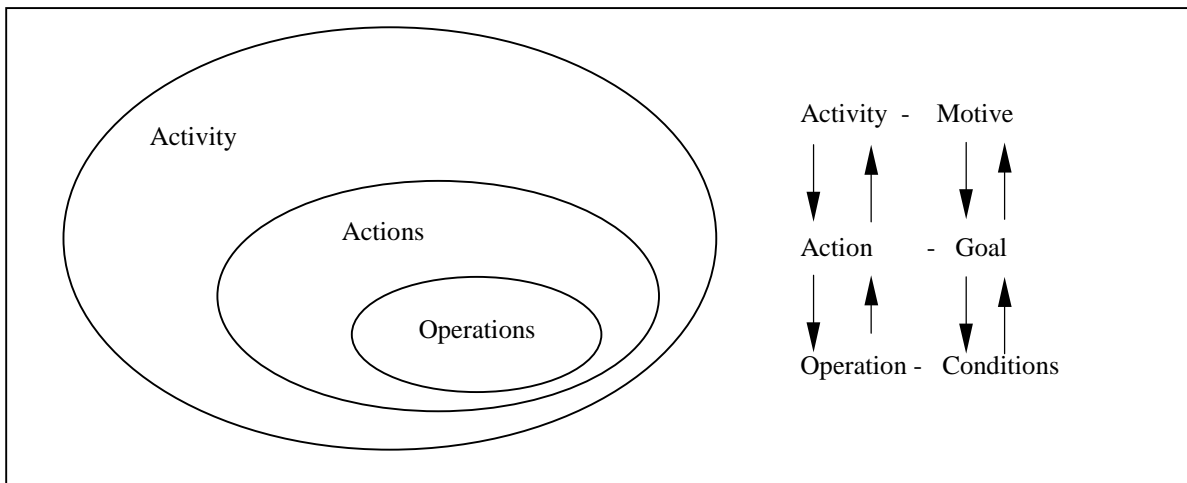 Activity
Actions
Operations
Activity - Motive
Action - Goal
Operation - Conditions